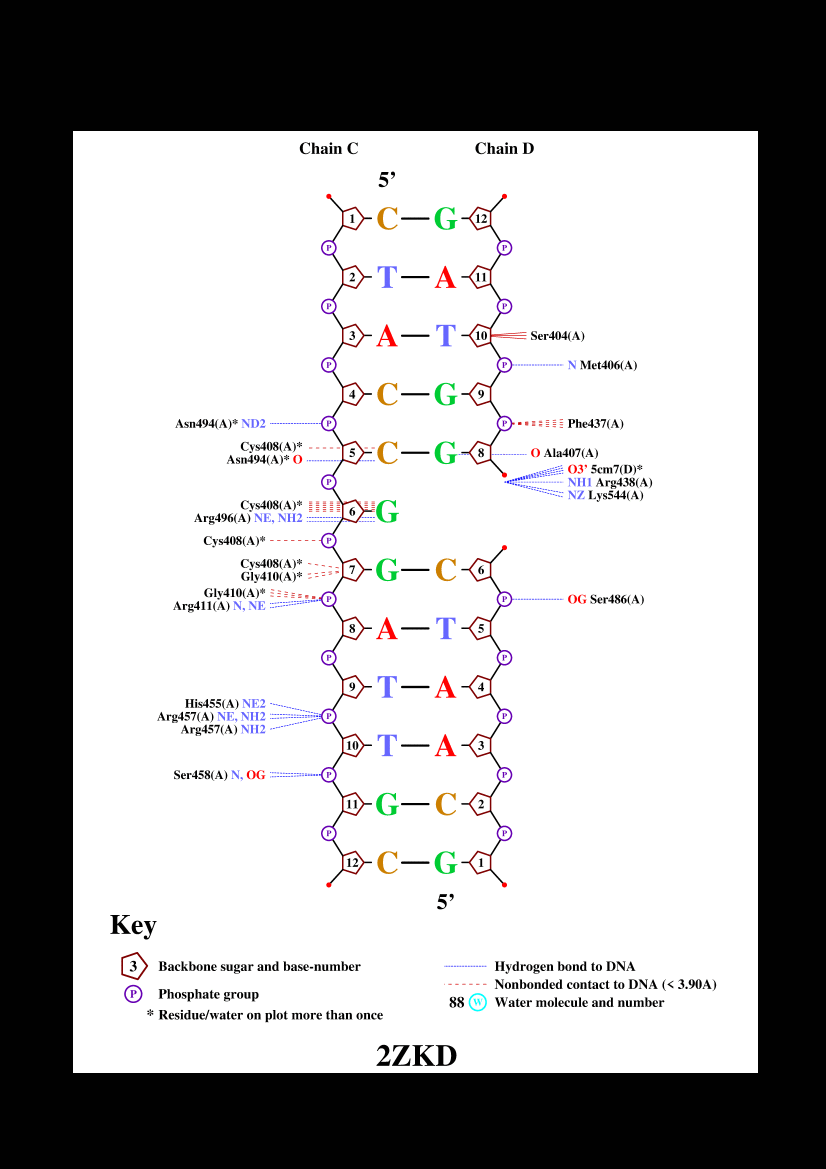 Chain C Chain D
5’
1 C G 12
P P
2 T A 11
P P
3 A T 10 Ser404(A)
P P N Met406(A)
4 C G 9
Asn494(A)* ND2 P P Phe437(A)
Cys408(A)*
5 C G 8 O Ala407(A)
Asn494(A)* O
O3’ 5cm7(D)*
P NH1 Arg438(A)
NZ Lys544(A)
Cys408(A)*
6 G
Arg496(A) NE, NH2
Cys408(A)* P
Cys408(A)*
7 G C 6
Gly410(A)*
Gly410(A)*
P P OG Ser486(A)
Arg411(A) N, NE
8 A T 5
P P
9 T A 4
His455(A) NE2
Arg457(A) NE, NH2 P P
Arg457(A) NH2
10 T A 3
Ser458(A) N, OG P P
11 G C 2
P P
12 C G 1
5’
Key
3 Backbone sugar and base-number
P Phosphate group
* Residue/water on plot more than once
Hydrogen bond to DNA
Nonbonded contact to DNA (< 3.90A)
88 W Water molecule and number
2ZKD